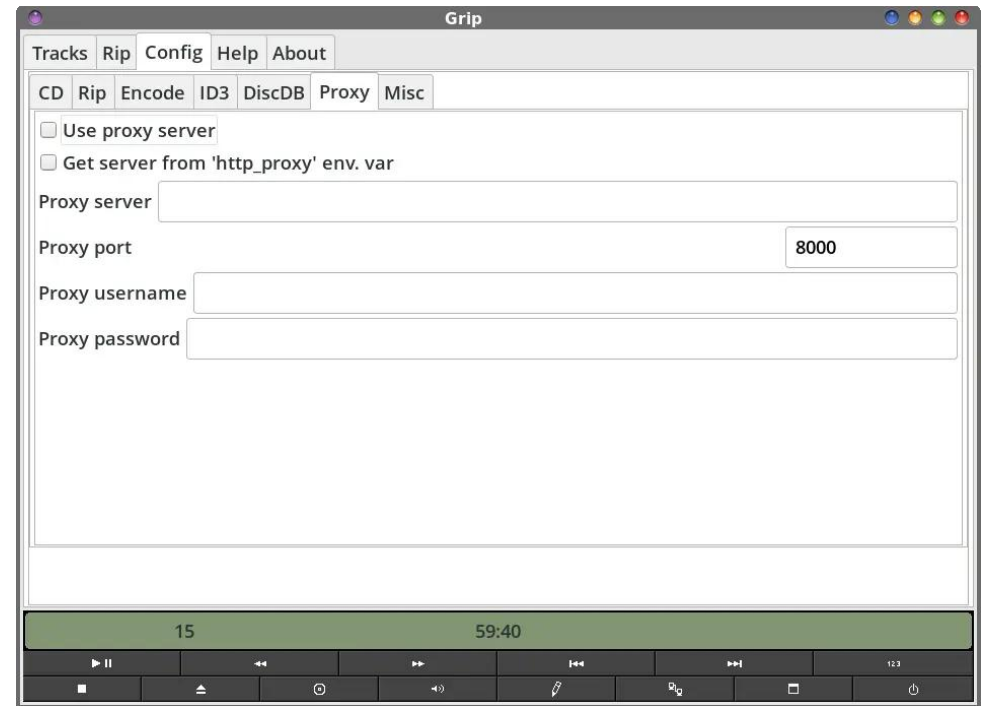 Grip
Tracks Rip Config Help About
CD Rip Encode ID3 DiscDB Proxy Misc
Use proxy server
Get server from 'http_proxy' env. var
Proxy server
Proxy port 8000
Proxy username
Proxy password
15 59:40
123